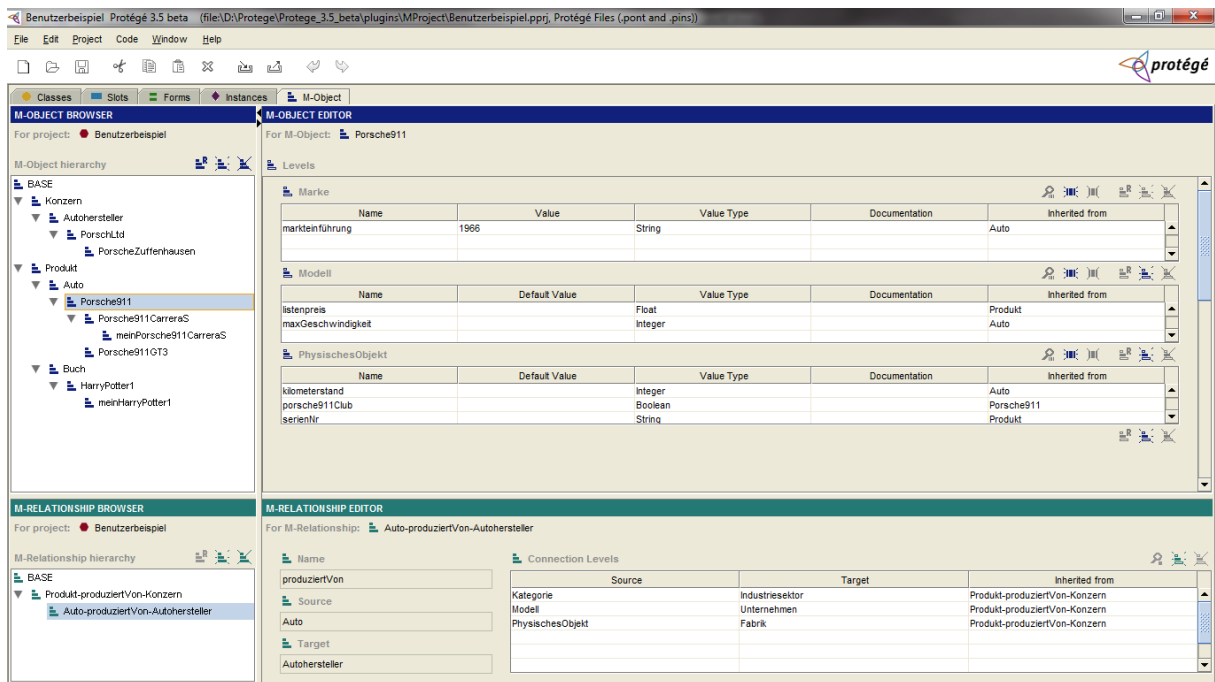 Benutzerbeispiel Protégé 3.5 beta (file:\D:\Protege\Protege_3.5_beta\plugins\MProject\Benutzerbeispiel.pprj, Protégé Files (.pont and .pins))
File Edit Project Code Window Help
protégé
Classes Slots Forms Instances M-Object
M-OBJECT BROWSER
For project: Benutzerbeispiel
M-Object hierarchy
BASE
Konzern
Autohersteller
PorschLtd
PorscheZuffenhausen
Produkt
Auto
Porsche911
Porsche911CarreraS
meinPorsche911CarreraS
Porsche911GT3
Buch
HarryPotter1
meinHarryPotter1
M-OBJECT EDITOR
For M-Object: Porsche911
Levels
Marke
Name Value Value Type Documentation Inherited from
markteinführung 1966 String Auto
Modell
Name Default Value Value Type Documentation Inherited from
listenpreis Float Produkt
maxGeschwindigkeit Integer Auto
PhysischesObjekt
Name Default Value Value Type Documentation Inherited from
kilometerstand Integer Auto
porsche911Club Boolean Porsche911
serienNr String Produkt
M-RELATIONSHIP BROWSER
For project: Benutzerbeispiel
M-Relationship hierarchy
BASE
Produkt-produziertVon-Konzern
Auto-produziertVon-Autohersteller
M-RELATIONSHIP EDITOR
For M-Relationship: Auto-produziertVon-Autohersteller
Name
produziertVon
Source
Auto
Target
Autohersteller
Connection Levels
Source Target Inherited from
Kategorie Industriesektor Produkt-produziertVon-Konzern
Modell Unternehmen Produkt-produziertVon-Konzern
PhysischesObjekt Fabrik Produkt-produziertVon-Konzern